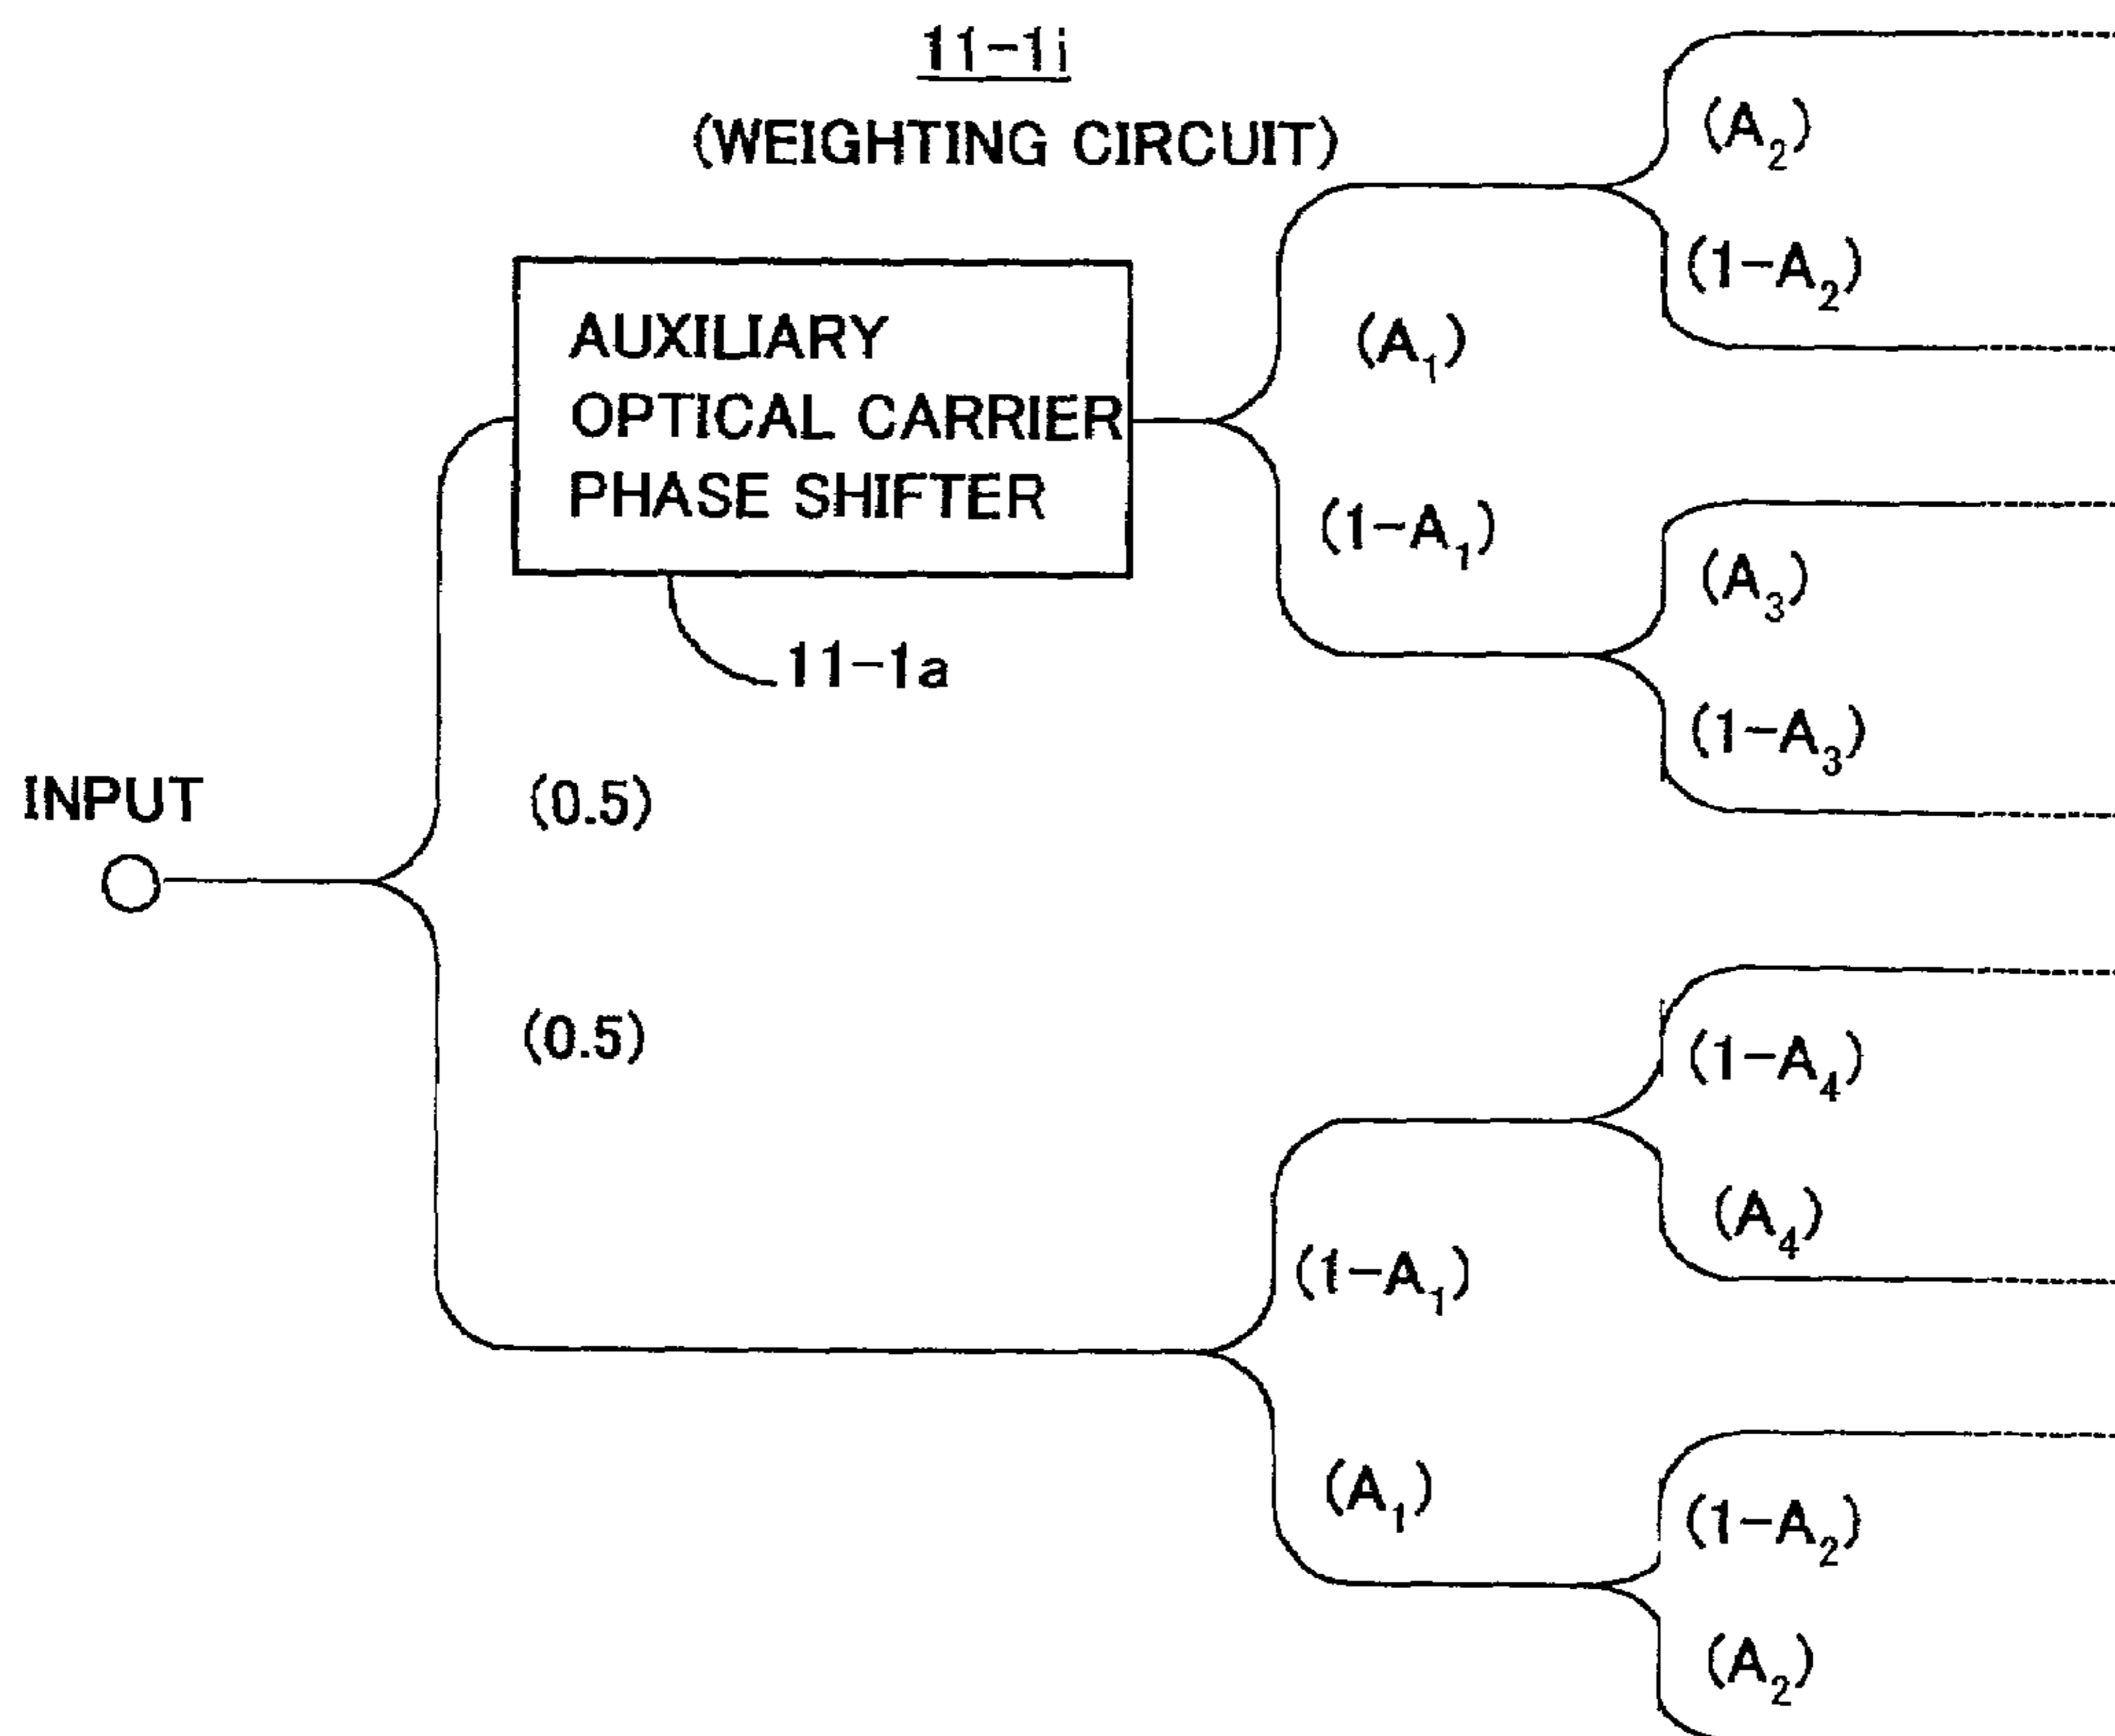 11-1i
(WEIGHTING CIRCUIT)
(A₂)
(1-A₂)
AUXILIARY
OPTICAL CARRIER
PHASE SHIFTER
(A₁)
(1-A₁)
(A₃)
(1-A₃)
11-1a
INPUT
(0.5)
(0.5)
(1-A₄)
(A₄)
(1-A₁)
(A₁)
(1-A₂)
(A₂)